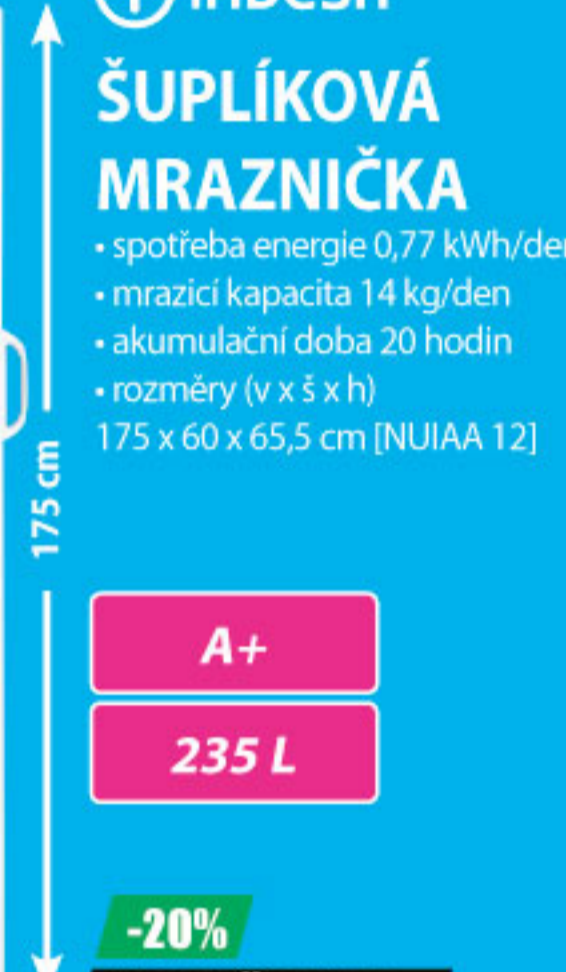 ŠUPLÍKOVÁ
MRAZNIČKA
• spotřeba energie 0,77 kWh/den
• mrazicí kapacita 14 kg/den
• akumulační doba 20 hodin
• rozměry (v x š x h)
175 x 60 x 65,5 cm [NUIAA 12]
175 cm
A+
235 L
-20%